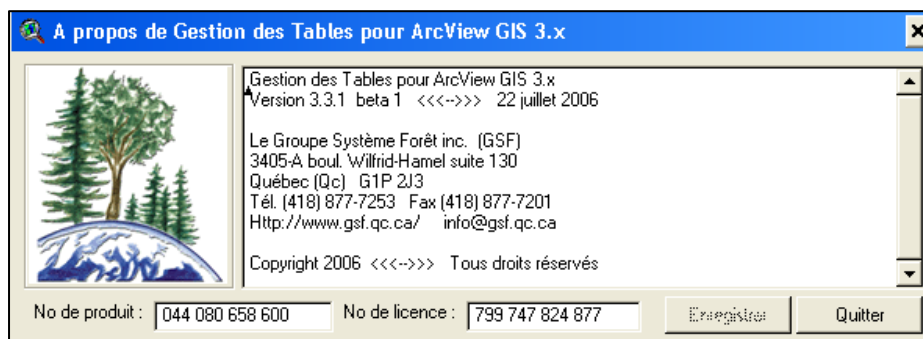 A propos de Gestion des Tables pour ArcView GIS 3.x
Gestion des Tables pour ArcView GIS 3.x
Version 3.3.1 beta 1 <<<-->>> 22 juillet 2006
Le Groupe Système Forêt inc. (GSF)
3405-A boul. Wilfrid-Hamel suite 130
Québec (Qc) G1P 2J3
Tél. (418) 877-7253 Fax (418) 877-7201
Http://www.gsf.qc.ca/ info@gsf.qc.ca
Copyright 2006 <<<-->>> Tous droits réservés
No de produit : 044 080 658 600 No de licence : 799 747 824 877 Enregistrer Quitter